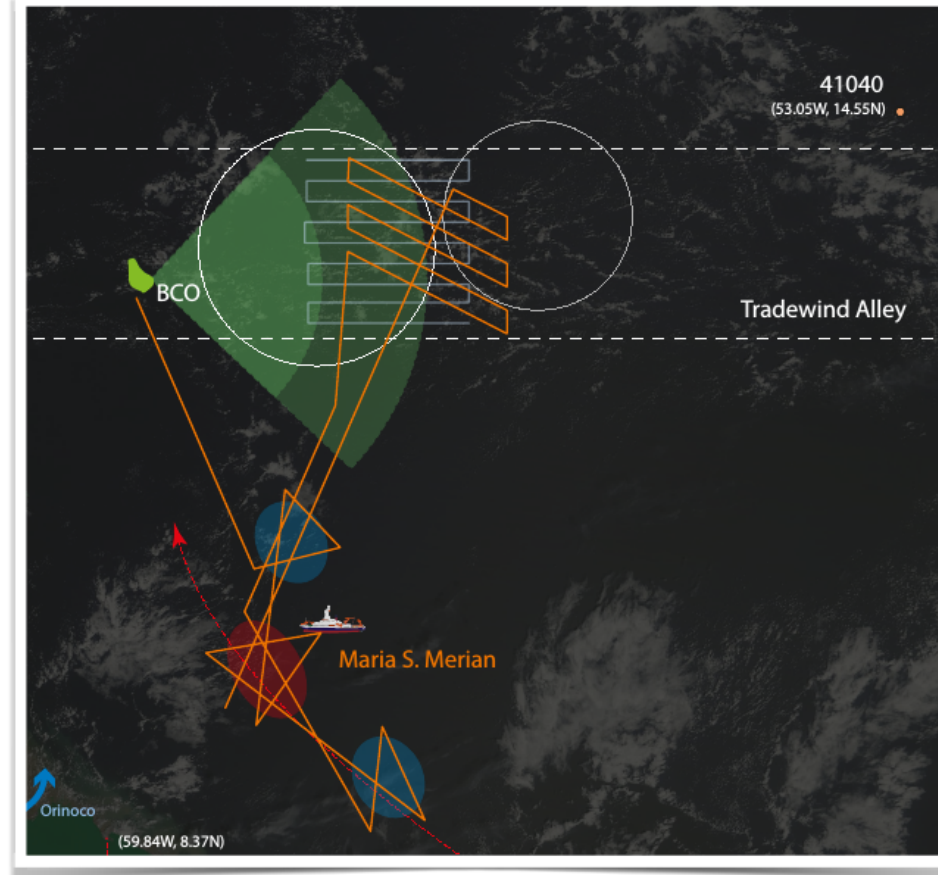 41040
(53.05W, 14.55N)
BCO
Tradewind Alley
Maria S. Merian
Orinoco
(59.84W, 8.37N)